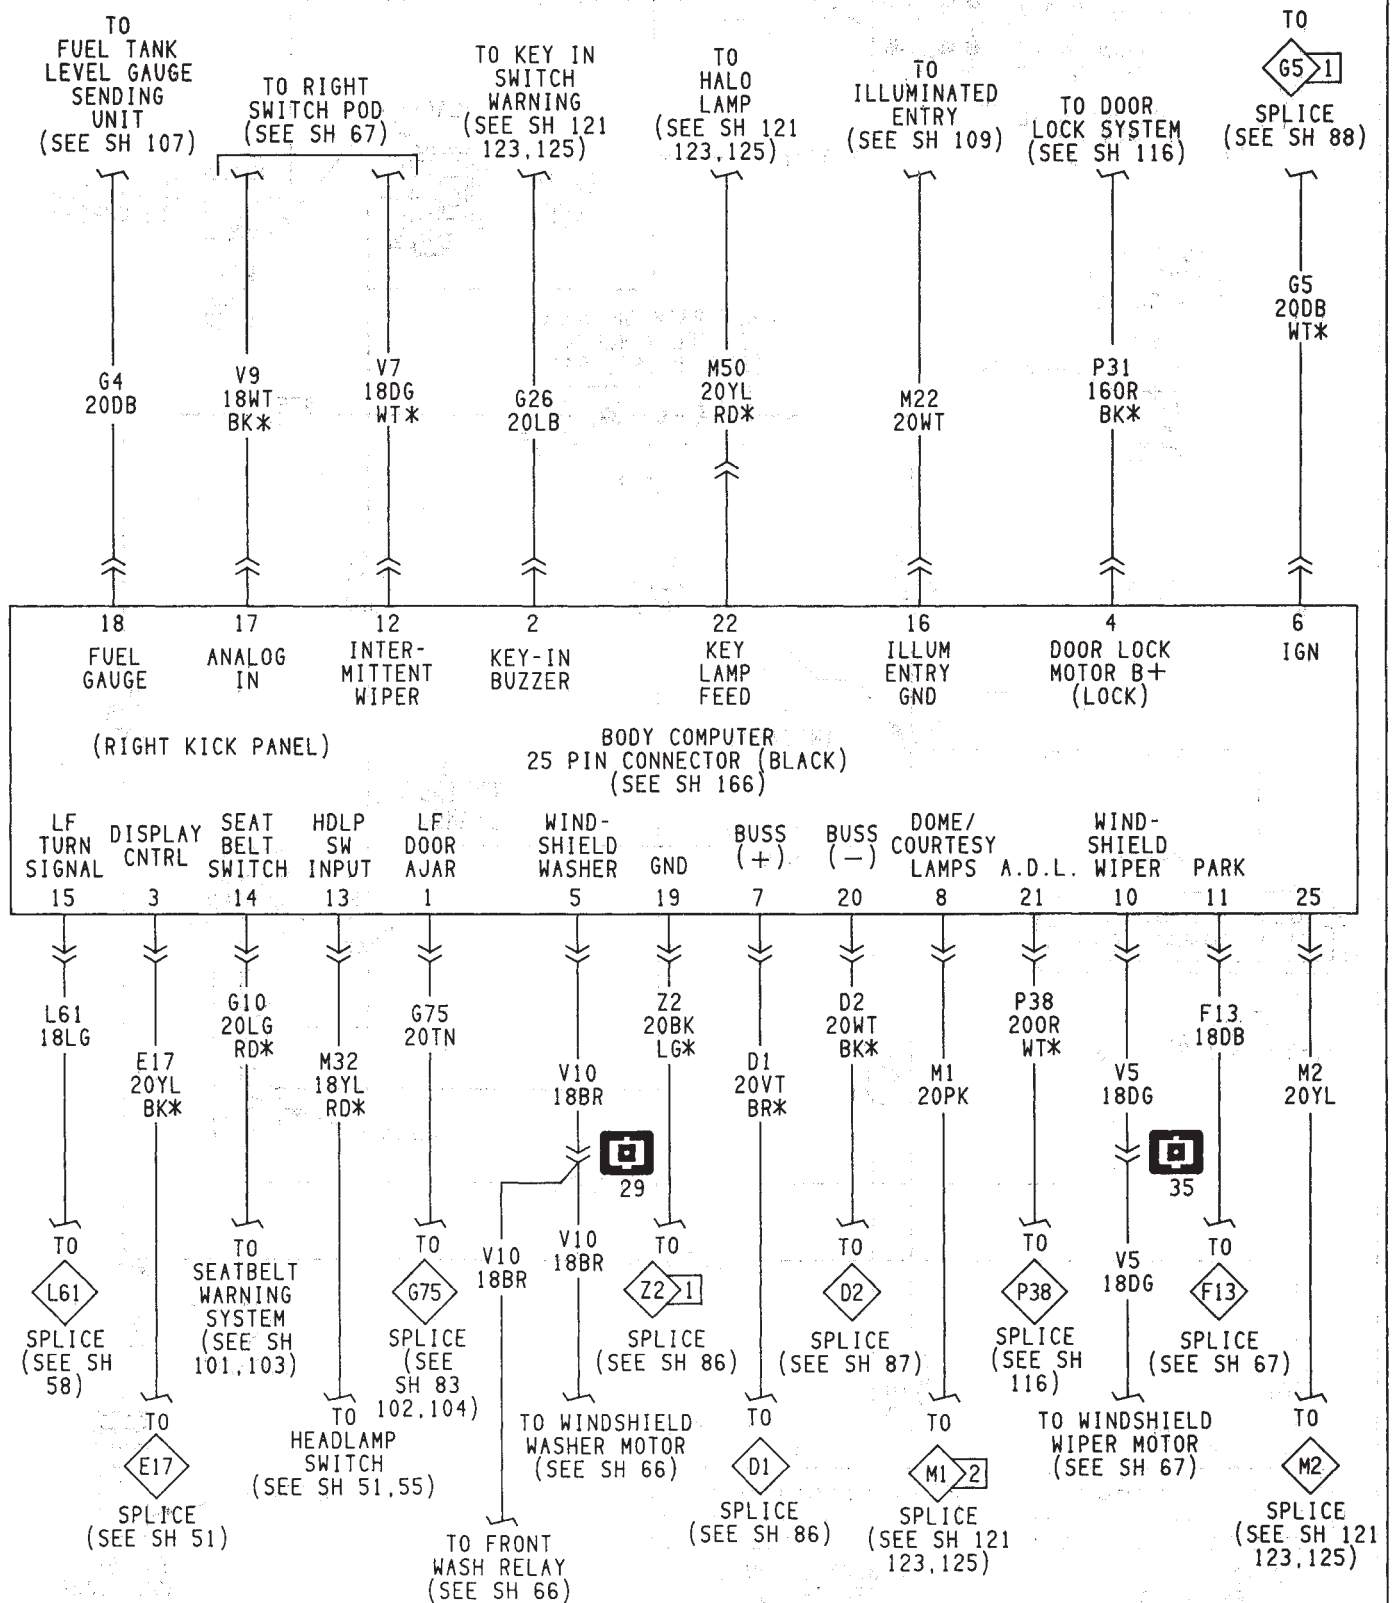 TO
FUEL TANK
LEVEL GAUGE
SENDING
UNIT
(SEE SH 107)
TO RIGHT
SWITCH POD
(SEE SH 67)
TO KEY IN
SWITCH
WARNING
(SEE SH 121
123,125)
TO
HALO
LAMP
(SEE SH 121
123,125)
TO
ILLUMINATED
ENTRY
(SEE SH 109)
TO DOOR
LOCK SYSTEM
(SEE SH 116)
TO
G5 1
SPLICE
(SEE SH 88)
G4
20DB
V9
18WT
BK*
V7
18DG
WT*
G26
20LB
M50
20YL
RD*
M22
20WT
P31
16OR
BK*
G5
20DB
WT*
18
FUEL
GAUGE
17
ANALOG
IN
12
INTER-
MITTENT
WIPER
2
KEY-IN
BUZZER
22
KEY
LAMP
FEED
16
ILLUM
ENTRY
GND
4
DOOR LOCK
MOTOR B+
(LOCK)
6
IGN
(RIGHT KICK PANEL)
BODY COMPUTER
25 PIN CONNECTOR (BLACK)
(SEE SH 166)
LF
TURN
SIGNAL
15
DISPLAY
CNTRL
3
SEAT
BELT
SWITCH
14
HDLP
SW
INPUT
13
LF
DOOR
AJAR
1
WIND-
SHIELD
WASHER
5
GND
19
BUSS
(+)
7
BUSS
(-)
20
DOME/
COURTESY
LAMPS
8
A.D.L.
21
WIND-
SHIELD
WIPER
10
PARK
11
25
L61
18LG
E17
20YL
BK*
G10
20LG
RD*
M32
18YL
RD*
G75
20TN
V10
18BR
Z2
20BK
LG*
D1
20VT
BR*
D2
20WT
BK*
M1
20PK
P38
20OR
WT*
V5
18DG
F13
18DB
M2
20YL
29
35
V10
18BR
V10
18BR
V5
18DG
TO
L61
SPLICE
(SEE SH
58)
TO
E17
SPLICE
(SEE SH 51)
TO
SEATBELT
WARNING
SYSTEM
(SEE SH
101,103)
TO
HEADLAMP
SWITCH
(SEE SH 51,55)
TO
G75
SPLICE
(SEE
SH 83
102,104)
TO FRONT
WASH RELAY
(SEE SH 66)
TO WINDSHIELD
WASHER MOTOR
(SEE SH 66)
TO
Z2 1
SPLICE
(SEE SH 86)
TO
D1
SPLICE
(SEE SH 86)
TO
D2
SPLICE
(SEE SH 87)
TO
M1 2
SPLICE
(SEE SH 121
123,125)
TO
P38
SPLICE
(SEE SH
116)
TO WINDSHIELD
WIPER MOTOR
(SEE SH 67)
TO
F13
SPLICE
(SEE SH 67)
TO
M2
SPLICE
(SEE SH 121
123,125)